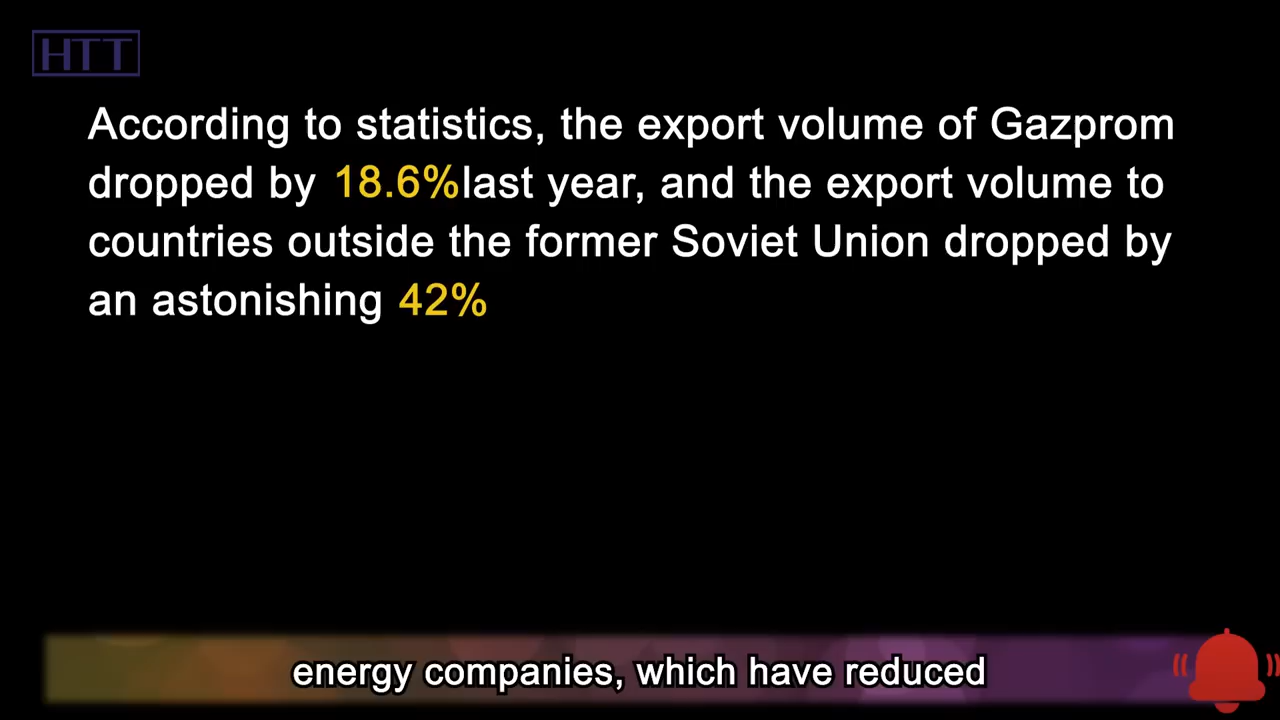 HTT
According to statistics, the export volume of Gazprom
dropped by 18.6%last year, and the export volume to
countries outside the former Soviet Union dropped by
an astonishing 42%
energy companies, which have reduced